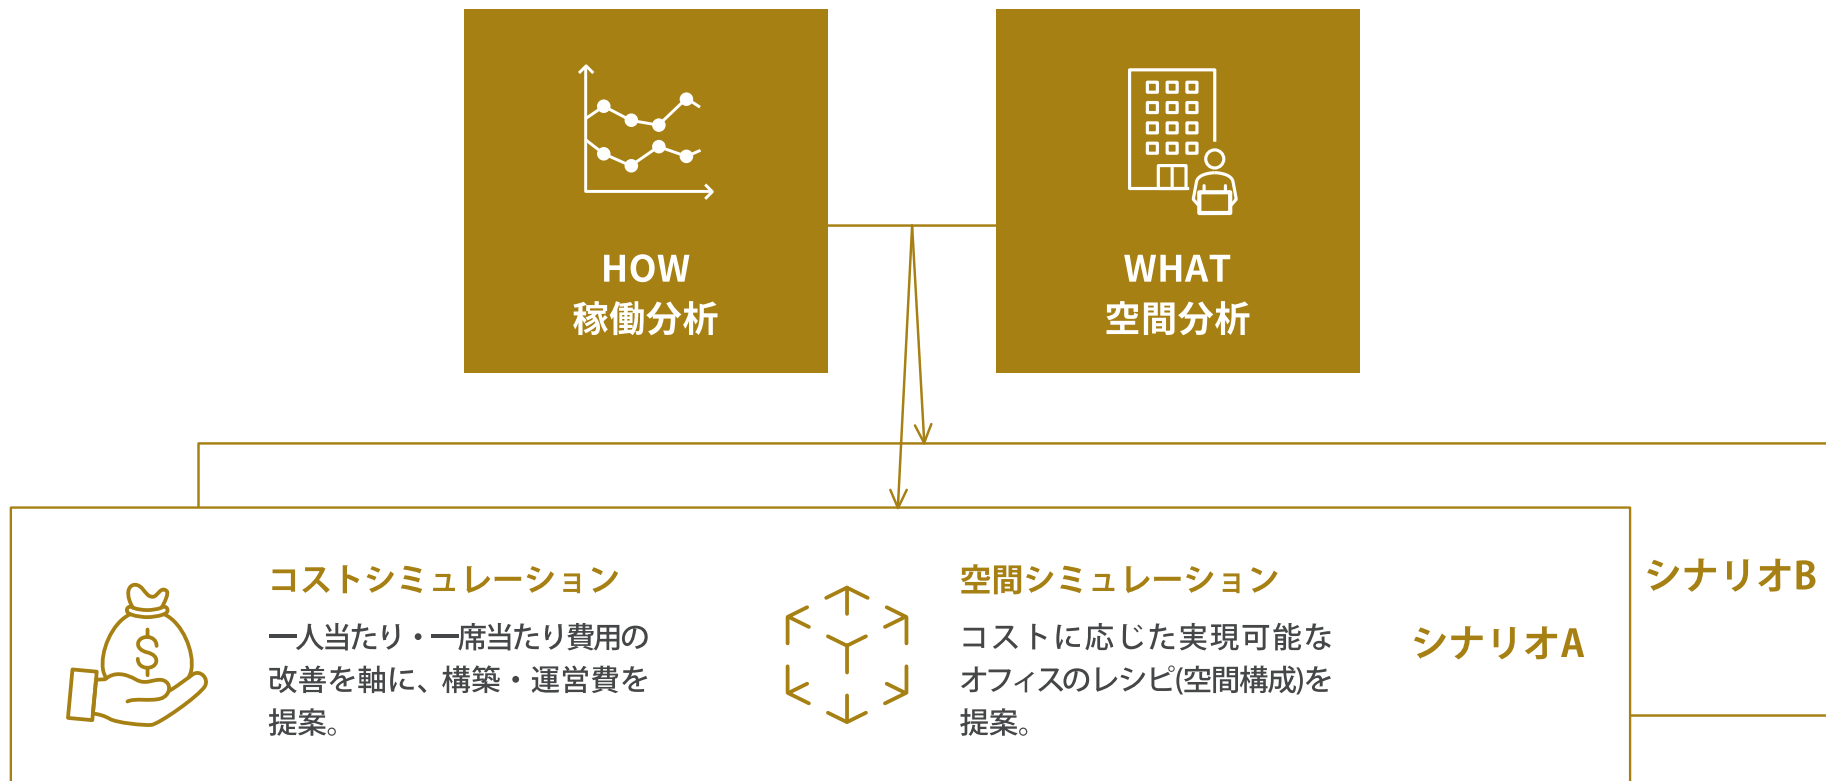 HOW
稼働分析
WHAT
空間分析
コストシミュレーション
一人当たり・一席当たり費用の
改善を軸に、構築・運営費を
提案。
空間シミュレーション
コストに応じた実現可能な
オフィスのレシピ(空間構成)を
提案。
シナリオA
シナリオB